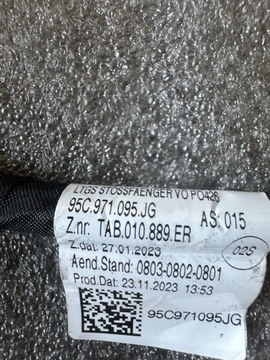 LTGS STOSSFAENGER VO PO426
95C.971.095.JG AS: 015
Z.nr: TAB.010.889.ER
Z.dat: 27.01.2023
02S
Aend.Stand: 0803-0802-0801
Prod.Dat: 23.11.2023 13:53
95C971095JG